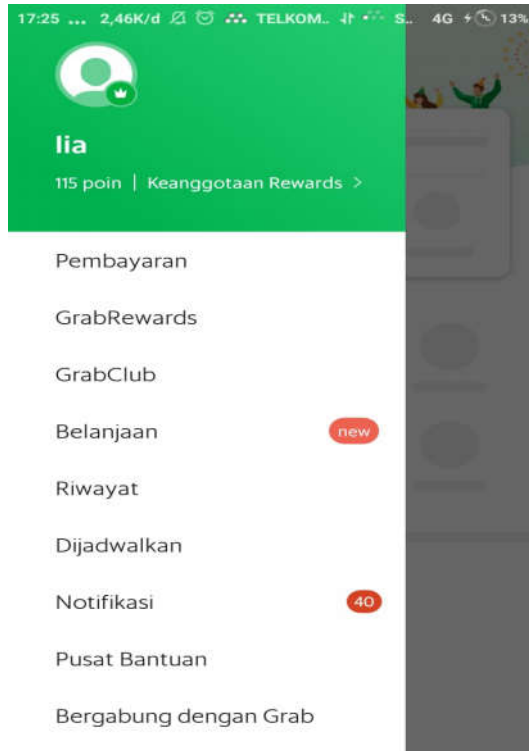 17:25 ... 2,46K/d TELKOM.. S.. 4G 13%
lia
115 poin | Keanggotaan Rewards >
Pembayaran
GrabRewards
GrabClub
Belanjaan new
Riwayat
Dijadwalkan
Notifikasi 40
Pusat Bantuan
Bergabung dengan Grab